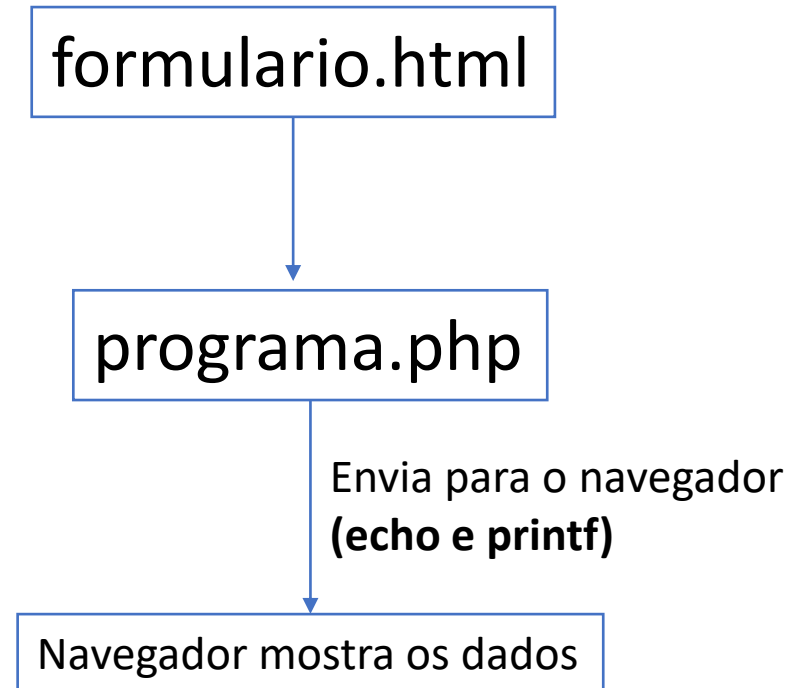 formulario.html
programa.php
Envia para o navegador
(echo e printf)
Navegador mostra os dados